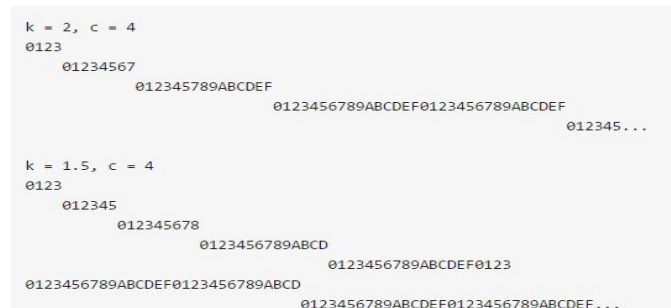 k = 2, c = 4
0123
01234567
012345789ABCDEF
0123456789ABCDEF0123456789ABCDEF
012345...
k = 1.5, c = 4
0123
012345
012345678
0123456789ABCD
0123456789ABCDEF0123
0123456789ABCDEF0123456789ABCD
0123456789ABCDEF0123456789ABCDEF...